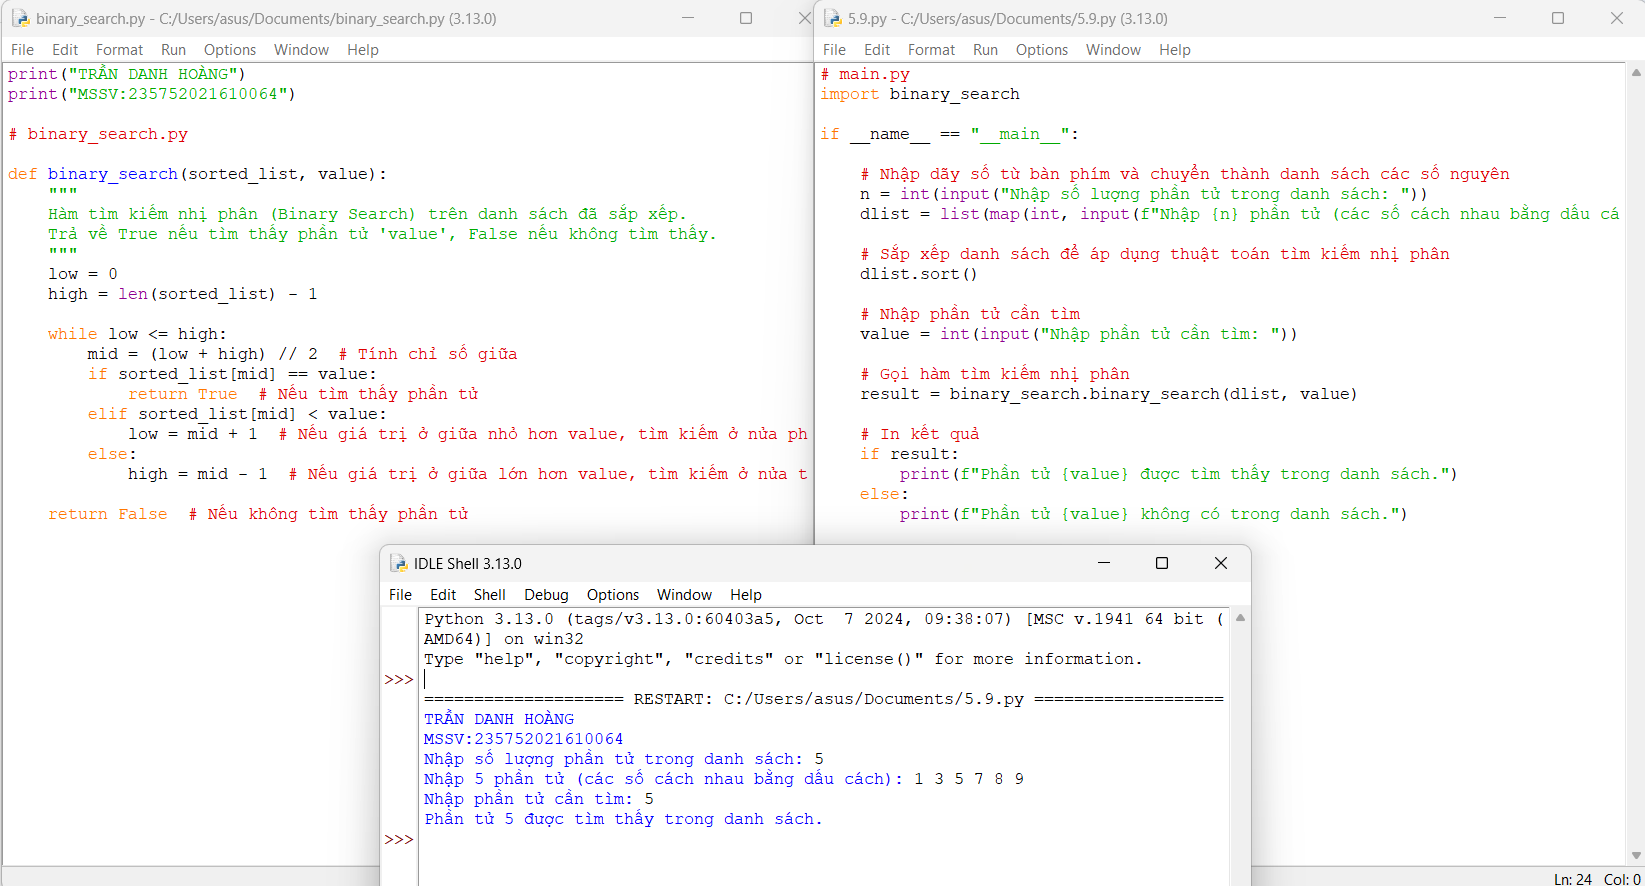 binary_search.py - C:/Users/asus/Documents/binary_search.py (3.13.0)
File Edit Format Run Options Window Help
print("TRẦN DANH HOÀNG")
print("MSSV:235752021610064")
# binary_search.py
def binary_search(sorted_list, value):
"""
Hàm tìm kiếm nhị phân (Binary Search) trên danh sách đã sắp xếp.
Trả về True nếu tìm thấy phần tử 'value', False nếu không tìm thấy.
"""
low = 0
high = len(sorted_list) - 1
while low <= high:
mid = (low + high) // 2  # Tính chỉ số giữa
if sorted_list[mid] == value:
return True  # Nếu tìm thấy phần tử
elif sorted_list[mid] < value:
low = mid + 1  # Nếu giá trị ở giữa nhỏ hơn value, tìm kiếm ở nửa ph
else:
high = mid - 1  # Nếu giá trị ở giữa lớn hơn value, tìm kiếm ở nửa t
return False  # Nếu không tìm thấy phần tử
5.9.py - C:/Users/asus/Documents/5.9.py (3.13.0)
File Edit Format Run Options Window Help
# main.py
import binary_search
if __name__ == "__main__":
# Nhập dãy số từ bàn phím và chuyển thành danh sách các số nguyên
n = int(input("Nhập số lượng phần tử trong danh sách: "))
dlist = list(map(int, input(f"Nhập {n} phần tử (các số cách nhau bằng dấu cá
# Sắp xếp danh sách để áp dụng thuật toán tìm kiếm nhị phân
dlist.sort()
# Nhập phần tử cần tìm
value = int(input("Nhập phần tử cần tìm: "))
# Gọi hàm tìm kiếm nhị phân
result = binary_search.binary_search(dlist, value)
# In kết quả
if result:
print(f"Phần tử {value} được tìm thấy trong danh sách.")
else:
print(f"Phần tử {value} không có trong danh sách.")
IDLE Shell 3.13.0
File Edit Shell Debug Options Window Help
Python 3.13.0 (tags/v3.13.0:60403a5, Oct  7 2024, 09:38:07) [MSC v.1941 64 bit (
AMD64)] on win32
Type "help", "copyright", "credits" or "license()" for more information.
>>>
==================== RESTART: C:/Users/asus/Documents/5.9.py ===================
TRẦN DANH HOÀNG
MSSV:235752021610064
Nhập số lượng phần tử trong danh sách: 5
Nhập 5 phần tử (các số cách nhau bằng dấu cách): 1 3 5 7 8 9
Nhập phần tử cần tìm: 5
Phần tử 5 được tìm thấy trong danh sách.
>>>
Ln: 24 Col: 0